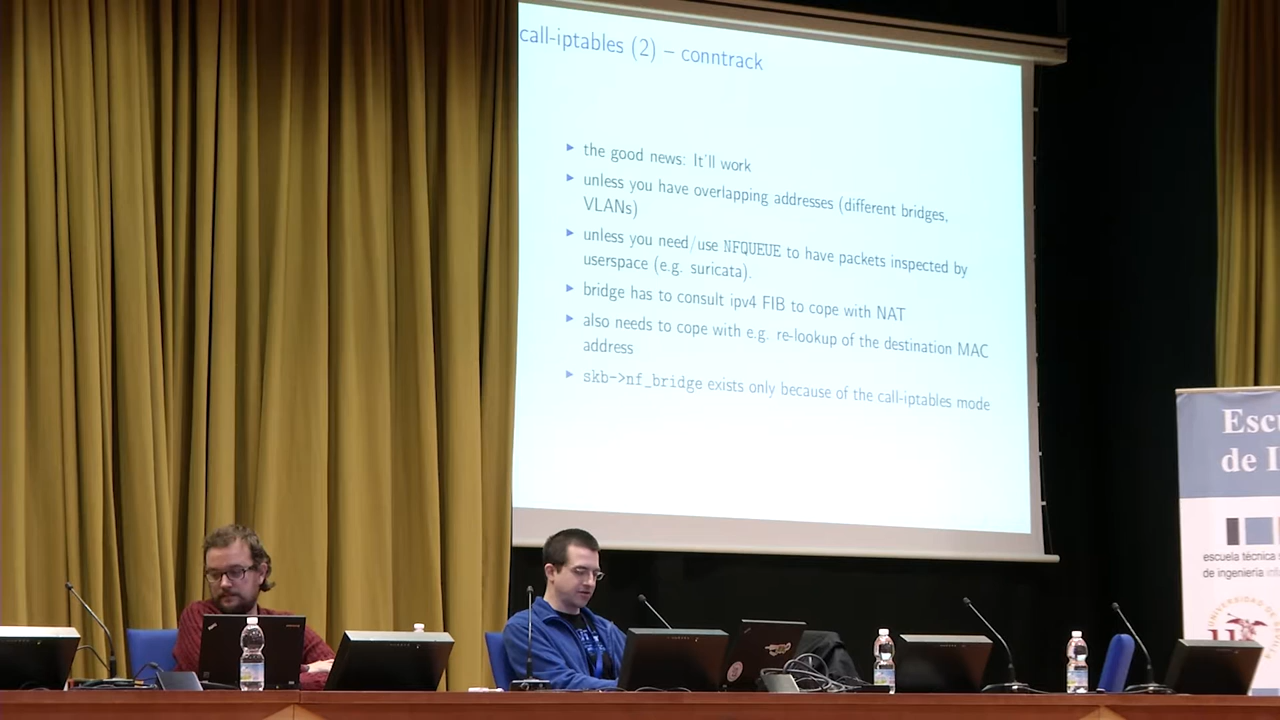 call-iptables (2) – conntrack
the good news: It'll work
unless you have overlapping addresses (different bridges,
VLANs)
unless you need/use NFQUEUE to have packets inspected by
userspace (e.g. suricata).
bridge has to consult ipv4 FIB to cope with NAT
also needs to cope with e.g. re-lookup of the destination MAC
address
skb->nf_bridge exists only because of the call-iptables mode
Escu
de I
escuela técnica s
de ingeniería inf